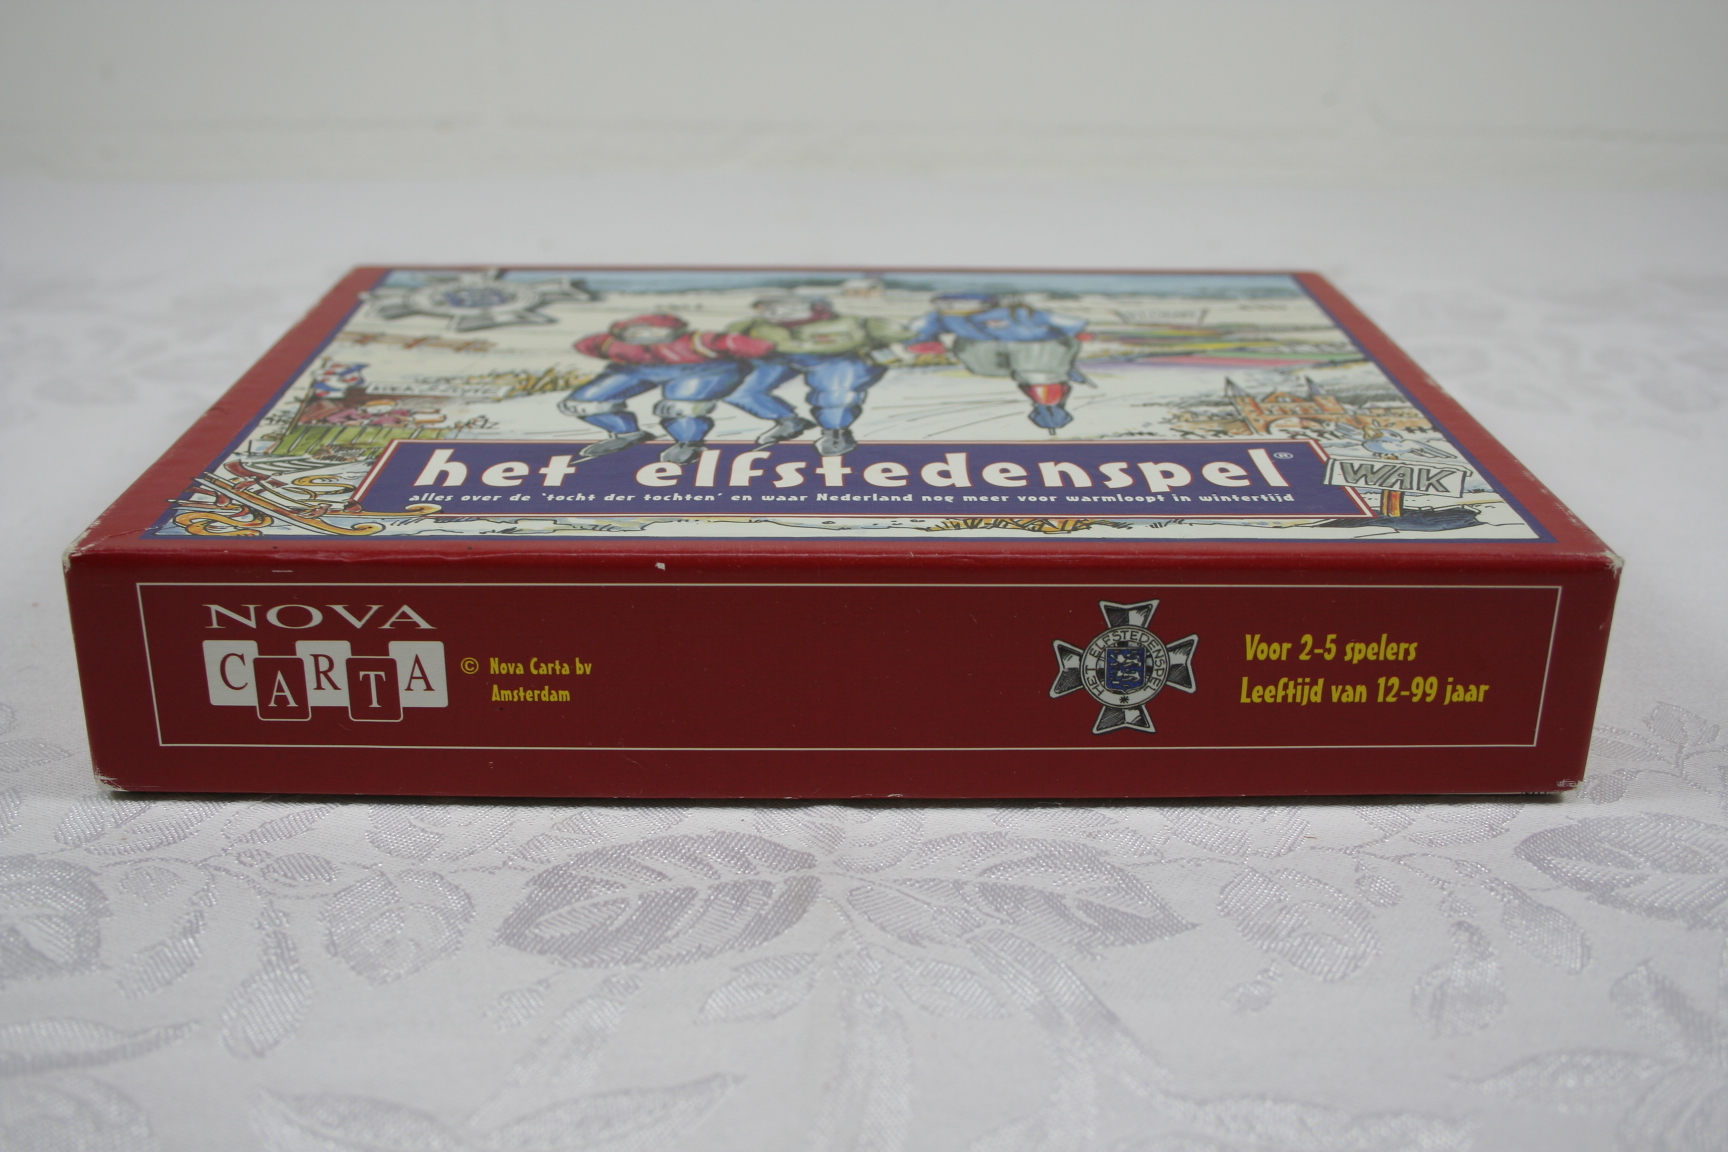 het elfstedenspel®
alles over de 'tocht der tochten' en waar Nederland nog meer voor warmloopt in wintertijd
WAK
NOVA
CARTA
© Nova Carta bv
Amsterdam
HET ELFSTEDENSPEL
Voor 2-5 spelers
Leeftijd van 12-99 jaar